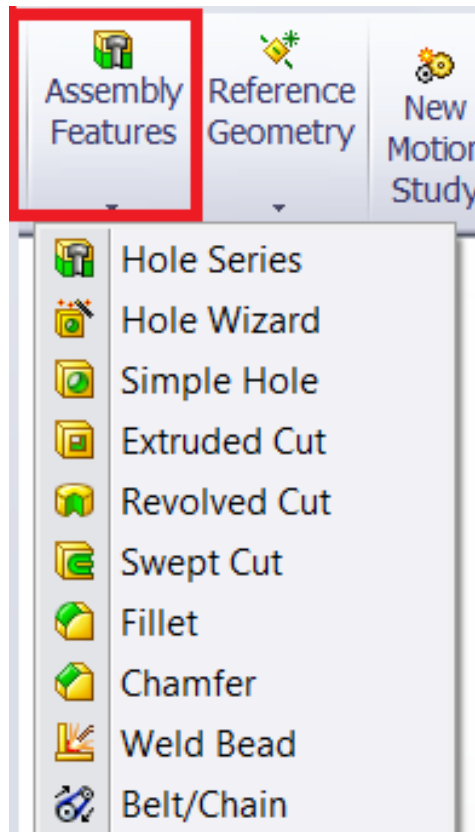 Assembly
Features
Reference
Geometry
New
Motion
Study
Hole Series
Hole Wizard
Simple Hole
Extruded Cut
Revolved Cut
Swept Cut
Fillet
Chamfer
Weld Bead
Belt/Chain